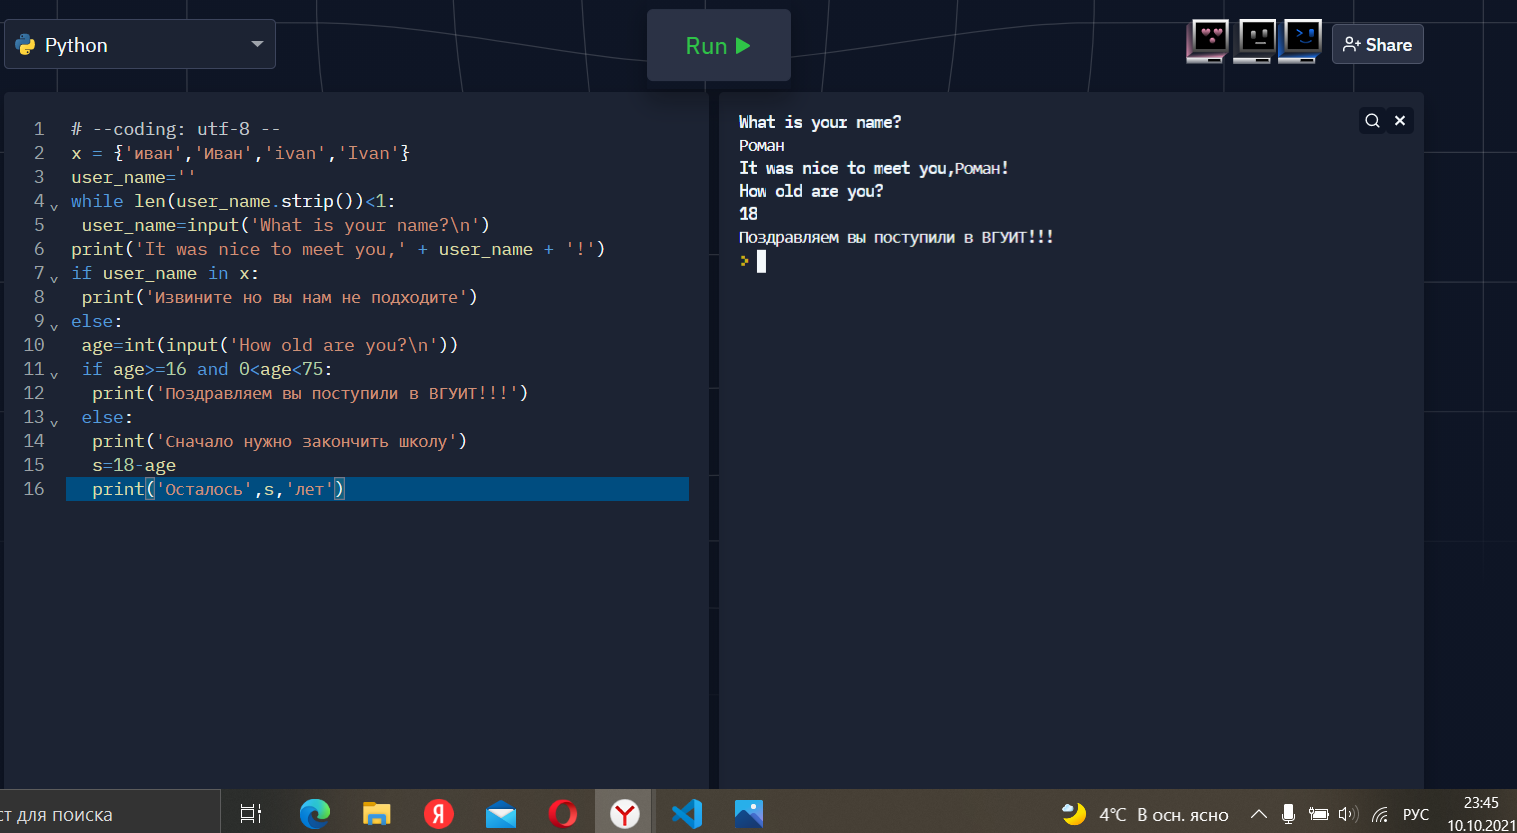 Python
Run
Share
1 # --coding: utf-8 --
2 x = {'иван','Иван','ivan','Ivan'}
3 user_name=''
4 while len(user_name.strip())<1:
5 user_name=input('What is your name?\n')
6 print('It was nice to meet you,' + user_name + '!')
7 if user_name in x:
8 print('Извините но вы нам не подходите')
9 else:
10 age=int(input('How old are you?\n'))
11 if age>=16 and 0<age<75:
12 print('Поздравляем вы поступили в ВГУИТ!!!')
13 else:
14 print('Сначало нужно закончить школу')
15 s=18-age
16 print('Осталось',s,'лет')
What is your name?
Роман
It was nice to meet you,Роман!
How old are you?
18
Поздравляем вы поступили в ВГУИТ!!!
>
ст для поиска
4°C В осн. ясно
РУС
23:45
10.10.2021